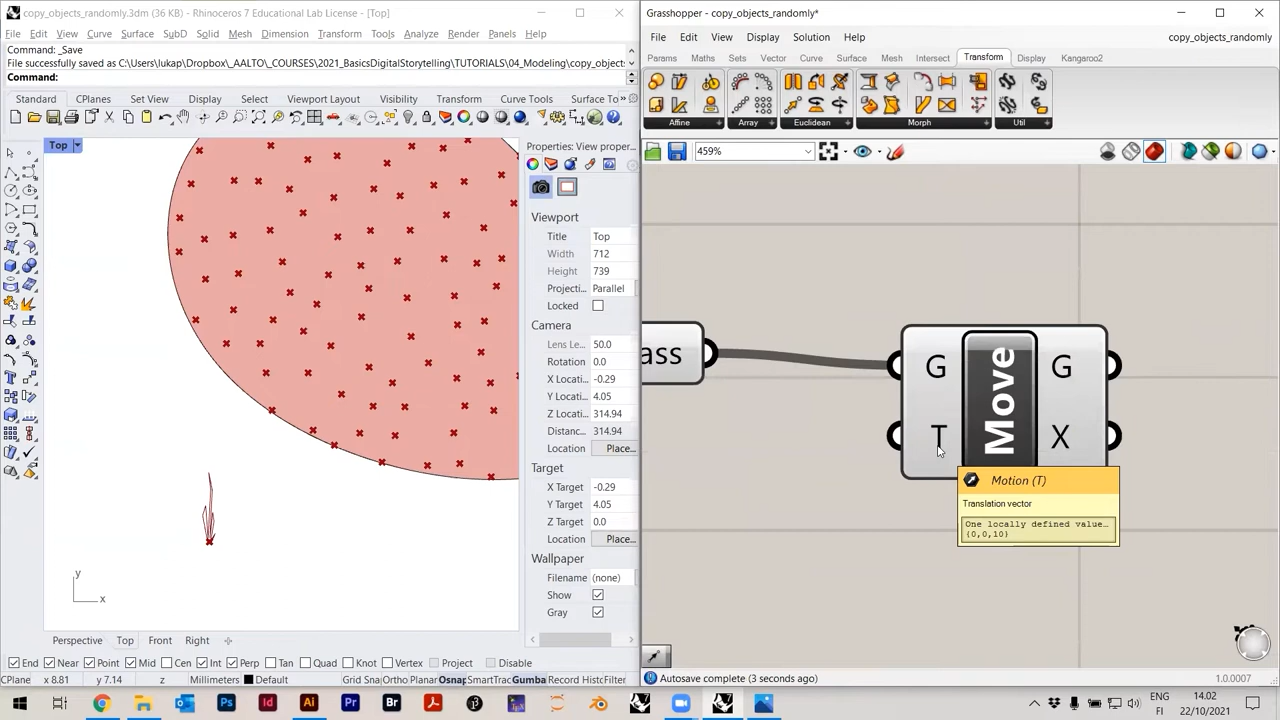 copy_objects_randomly.3dm (36 KB) - Rhinoceros 7 Educational Lab License - [Top]
File Edit View Curve Surface SubD Solid Mesh Dimension Transform Tools Analyze Render Panels Help
Command: _Save
File successfully saved as C:\Users\lukap\Dropbox\_AALTO\COURSES\2021_BasicsDigitalStorytelling\TUTORIALS\04_Modeling\copy_objec
Command:
Standard CPlanes Set View Display Select Viewport Layout Visibility Transform Curve Tools Surface To »
Top
Properties: View proper...
Viewport
Title Top
Width 712
Height 739
Projecti... Parallel
Locked
Camera
Lens Le... 50.0
Rotation 0.0
X Locati... -0.29
Y Locati... 4.05
Z Locati... 314.94
Distanc... 314.94
Location Place...
Target
X Target -0.29
Y Target 4.05
Z Target 0.0
Location Place...
Wallpaper
Filename (none)
Show
Gray
y
x
Perspective Top Front Right
End Near Point Mid Cen Int Perp Tan Quad Knot Vertex Project Disable
CPlane x 8.81 y 7.14 z Millimeters Default Grid Snap Ortho Planar Osnap SmartTrac Gumba Record Histor Filter
Grasshopper - copy_objects_randomly*
File Edit View Display Solution Help copy_objects_randomly
Params Maths Sets Vector Curve Surface Mesh Intersect Transform Display Kangaroo2
Affine Array Euclidean Morph Util
459%
ass
G Move G
T X
Motion (T)
Translation vector
One locally defined value…
{0,0,10}
Autosave complete (3 seconds ago) 1.0.0007
Ps Id Ai Pr Br
ENG
FI
14.02
22/10/2021